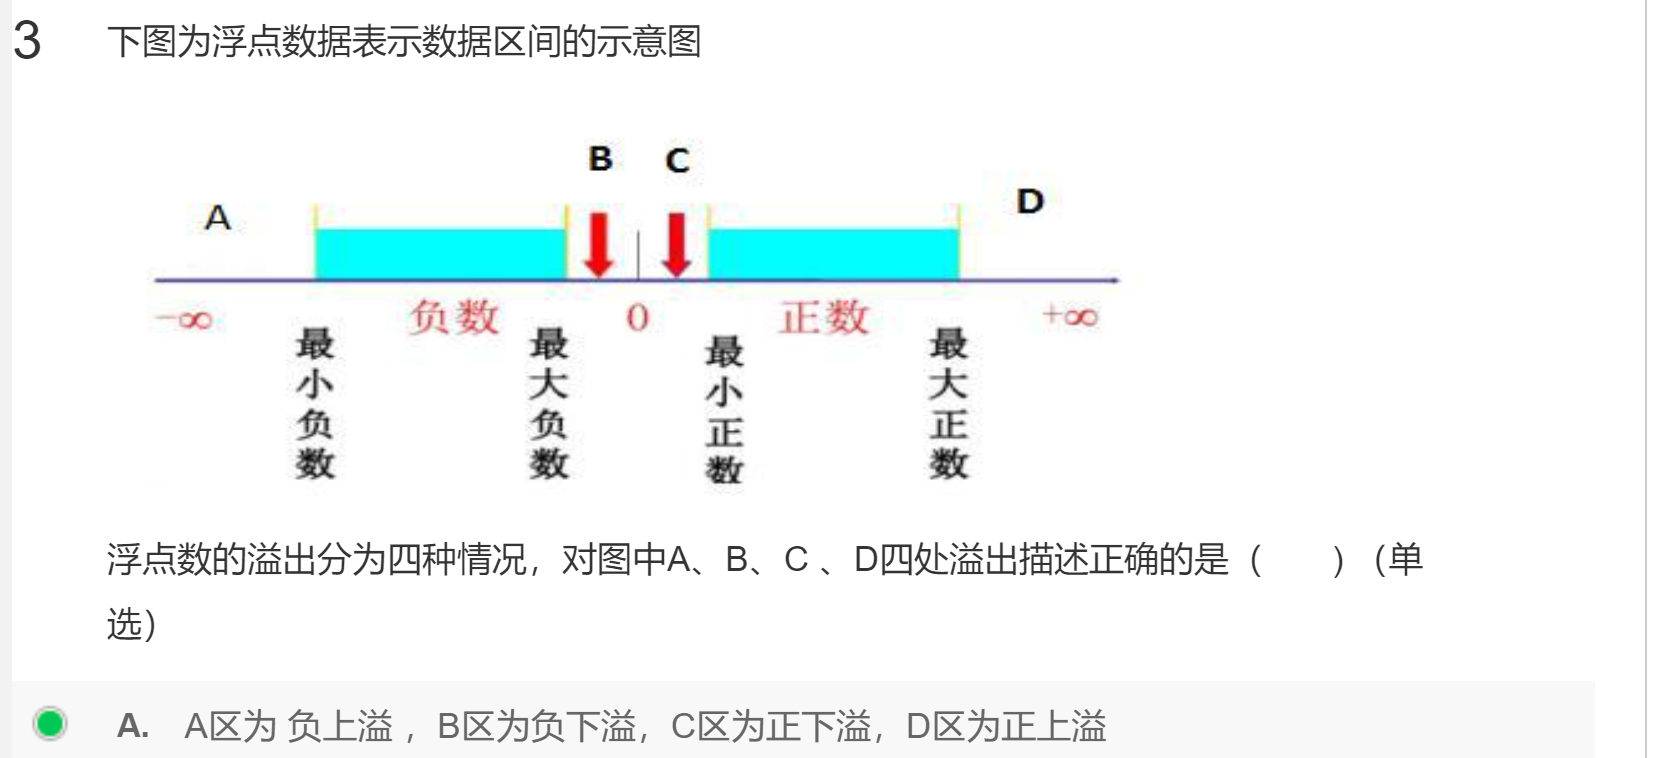 3 下图为浮点数据表示数据区间的示意图
B C
A D
-∞ 负数 0 正数 +∞
最小负数 最大负数 最小正数 最大正数
浮点数的溢出分为四种情况，对图中A、B、C 、D四处溢出描述正确的是（ ）（单
选）
A. A区为 负上溢 ，B区为负下溢，C区为正下溢，D区为正上溢